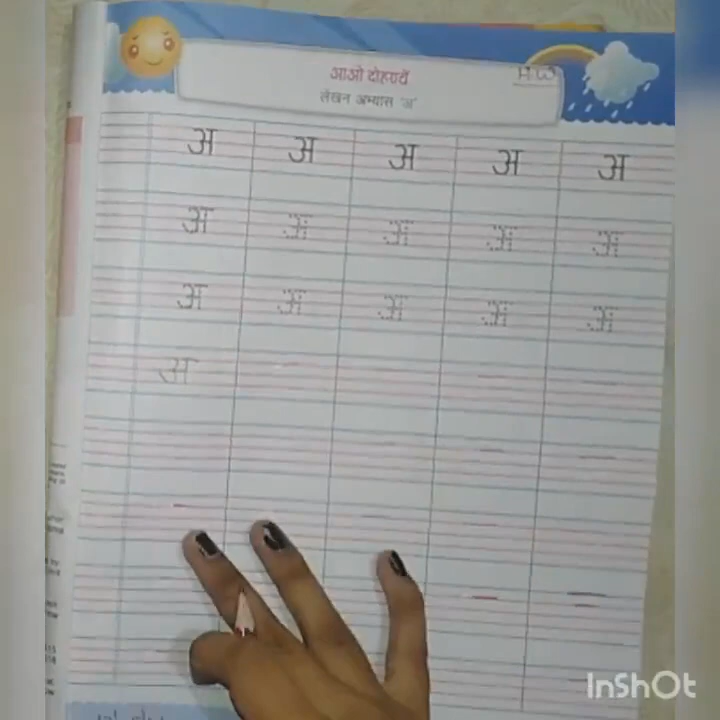 आओ दोहरायें
H.W
लेखन अभ्यास 'अ'
अ अ अ अ अ
अ अ अ अ अ
अ अ अ अ अ
अ
InShOt